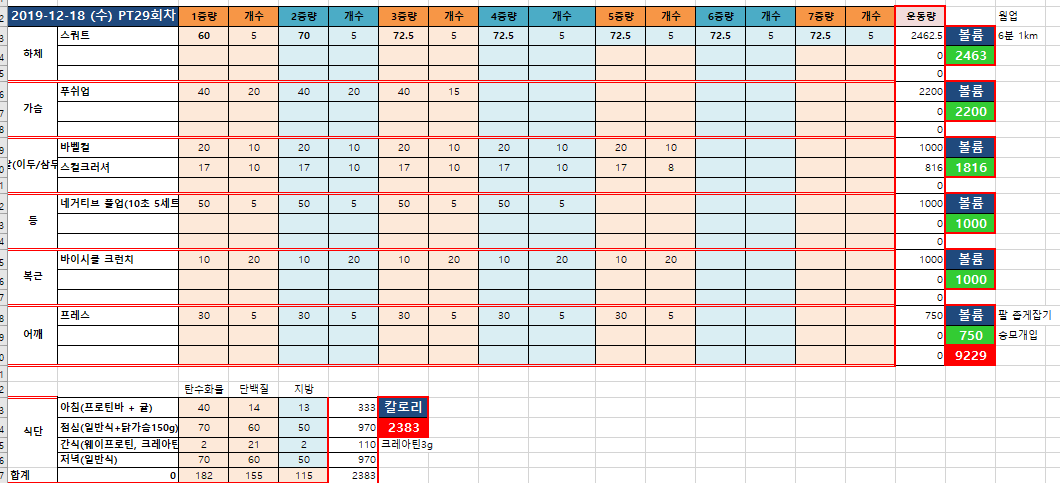 2019-12-18 (수) PT29회차 1중량 개수 2중량 개수 3중량 개수 4중량 개수 5중량 개수 6중량 개수 7중량 개수 운동량 웜업
하체 스쿼트 60 5 70 5 72.5 5 72.5 5 72.5 5 72.5 5 72.5 5 2462.5 볼륨 6분 1km
0 2463
0
가슴 푸쉬업 40 20 40 20 40 15 2200 볼륨
0 2200
0
(이두/삼두 바벨컬 20 10 20 10 20 10 20 10 20 10 1000 볼륨
스컬크러셔 17 10 17 10 17 10 17 10 17 8 816 1816
0
등 네거티브 풀업(10초 5세트 50 5 50 5 50 5 50 5 1000 볼륨
0 1000
0
복근 바이시클 크런치 10 20 10 20 10 20 10 20 10 20 1000 볼륨
0 1000
0
어깨 프레스 30 5 30 5 30 5 30 5 30 5 750 볼륨 팔 좁게잡기
0 750 승모개입
0 9229
탄수화물 단백질 지방
식단 아침(프로틴바 + 귤) 40 14 13 333 칼로리
점심(일반식+닭가슴150g) 70 60 50 970 2383
간식(웨이프로틴, 크레아틴 2 21 2 110 크레아틴3g
저녁(일반식) 70 60 50 970
합계 0 182 155 115 2383